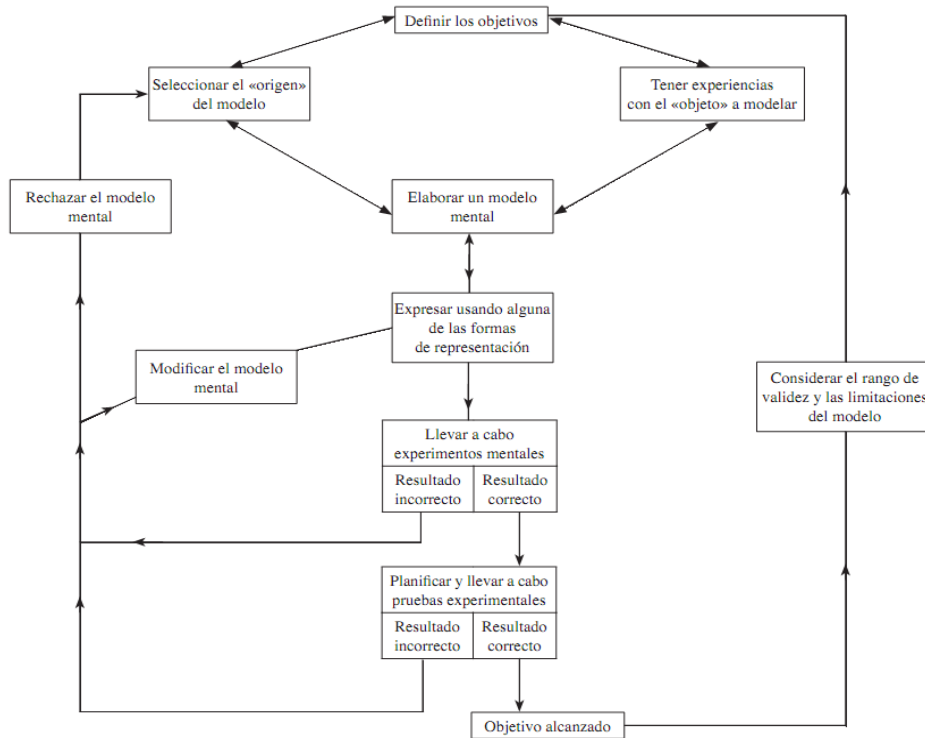 Definir los objetivos
Seleccionar el «origen»
del modelo
Tener experiencias
con el «objeto» a modelar
Rechazar el modelo
mental
Elaborar un modelo
mental
Expresar usando alguna
de las formas
de representación
Modificar el modelo
mental
Considerar el rango de
validez y las limitaciones
del modelo
Llevar a cabo
experimentos mentales
Resultado
incorrecto
Resultado
correcto
Planificar y llevar a cabo
pruebas experimentales
Resultado
incorrecto
Resultado
correcto
Objetivo alcanzado